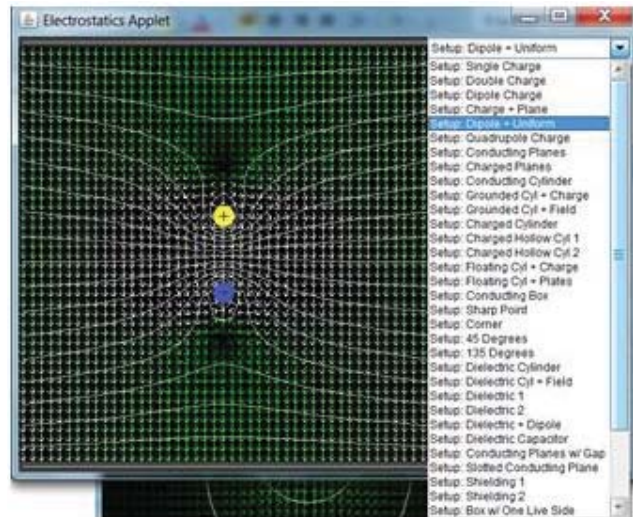 Electrostatics Applet
Setup: Dipole + Uniform
Setup: Single Charge
Setup: Double Charge
Setup: Dipole Charge
Setup: Charge + Plane
Setup: Dipole + Uniform
Setup: Quadrupole Charge
Setup: Conducting Planes
Setup: Charged Planes
Setup: Conducting Cylinder
Setup: Grounded Cyl + Charge
Setup: Grounded Cyl + Field
Setup: Charged Cylinder
Setup: Charged Hollow Cyl 1
Setup: Charged Hollow Cyl 2
Setup: Floating Cyl + Charge
Setup: Floating Cyl + Plates
Setup: Conducting Box
Setup: Sharp Point
Setup: Corner
Setup: 45 Degrees
Setup: 135 Degrees
Setup: Dielectric Cylinder
Setup: Dielectric Cyl + Field
Setup: Dielectric 1
Setup: Dielectric 2
Setup: Dielectric + Dipole
Setup: Dielectric Capacitor
Setup: Conducting Planes w/ Gap
Setup: Slotted Conducting Plane
Setup: Shielding 1
Setup: Shielding 2
Setup: Box w/ One Live Side